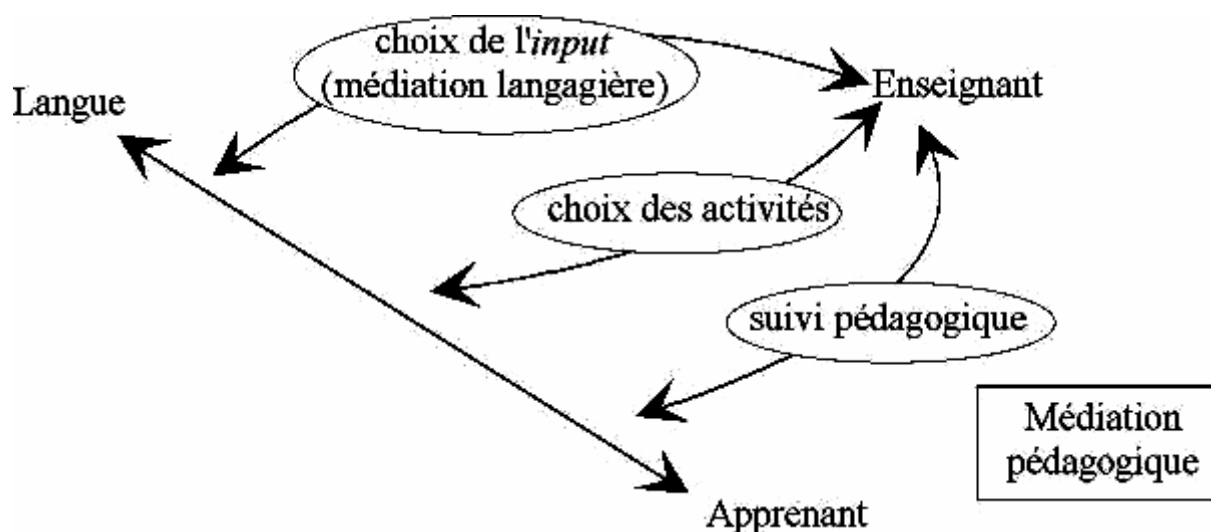 choix de l'input
(médiation langagière)
Enseignant
Langue
choix des activités
suivi pédagogique
Médiation
pédagogique
Apprenant